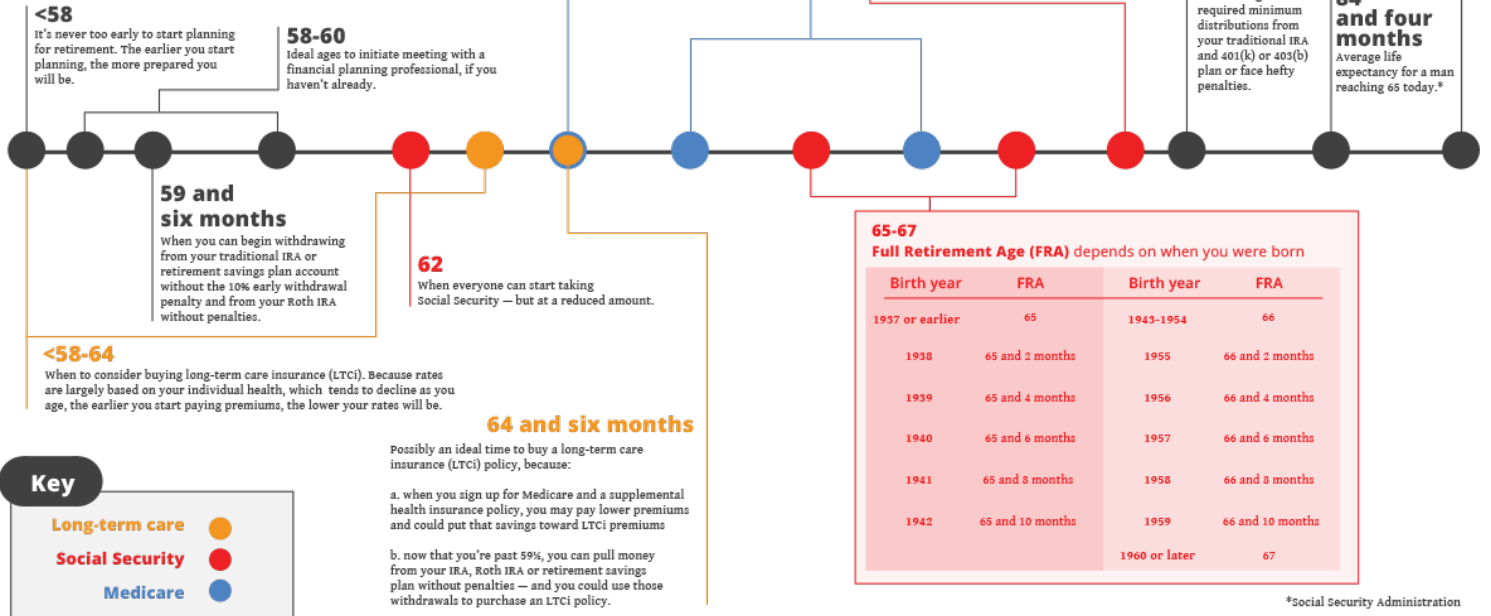 <58
It's never too early to start planning
for retirement. The earlier you start
planning, the more prepared you
will be.
58-60
Ideal ages to initiate meeting with a
financial planning professional, if you
haven't already.
required minimum
distributions from
your traditional IRA
and 401(k) or 403(b)
plan or face hefty
penalties.
84
and four
months
Average life
expectancy for a man
reaching 65 today.*
59 and
six months
When you can begin withdrawing
from your traditional IRA or
retirement savings plan account
without the 10% early withdrawal
penalty and from your Roth IRA
without penalties.
62
When everyone can start taking
Social Security — but at a reduced amount.
<58-64
When to consider buying long-term care insurance (LTCi). Because rates
are largely based on your individual health, which tends to decline as you
age, the earlier you start paying premiums, the lower your rates will be.
64 and six months
Possibly an ideal time to buy a long-term care
insurance (LTCi) policy, because:
a. when you sign up for Medicare and a supplemental
health insurance policy, you may pay lower premiums
and could put that savings toward LTCi premiums
b. now that you're past 59½, you can pull money
from your IRA, Roth IRA or retirement savings
plan without penalties — and you could use those
withdrawals to purchase an LTCi policy.
65-67
Full Retirement Age (FRA) depends on when you were born
Birth year FRA Birth year FRA
1937 or earlier 65 1943-1954 66
1938 65 and 2 months 1955 66 and 2 months
1939 65 and 4 months 1956 66 and 4 months
1940 65 and 6 months 1957 66 and 6 months
1941 65 and 8 months 1958 66 and 8 months
1942 65 and 10 months 1959 66 and 10 months
1960 or later 67
Key
Long-term care
Social Security
Medicare
*Social Security Administration